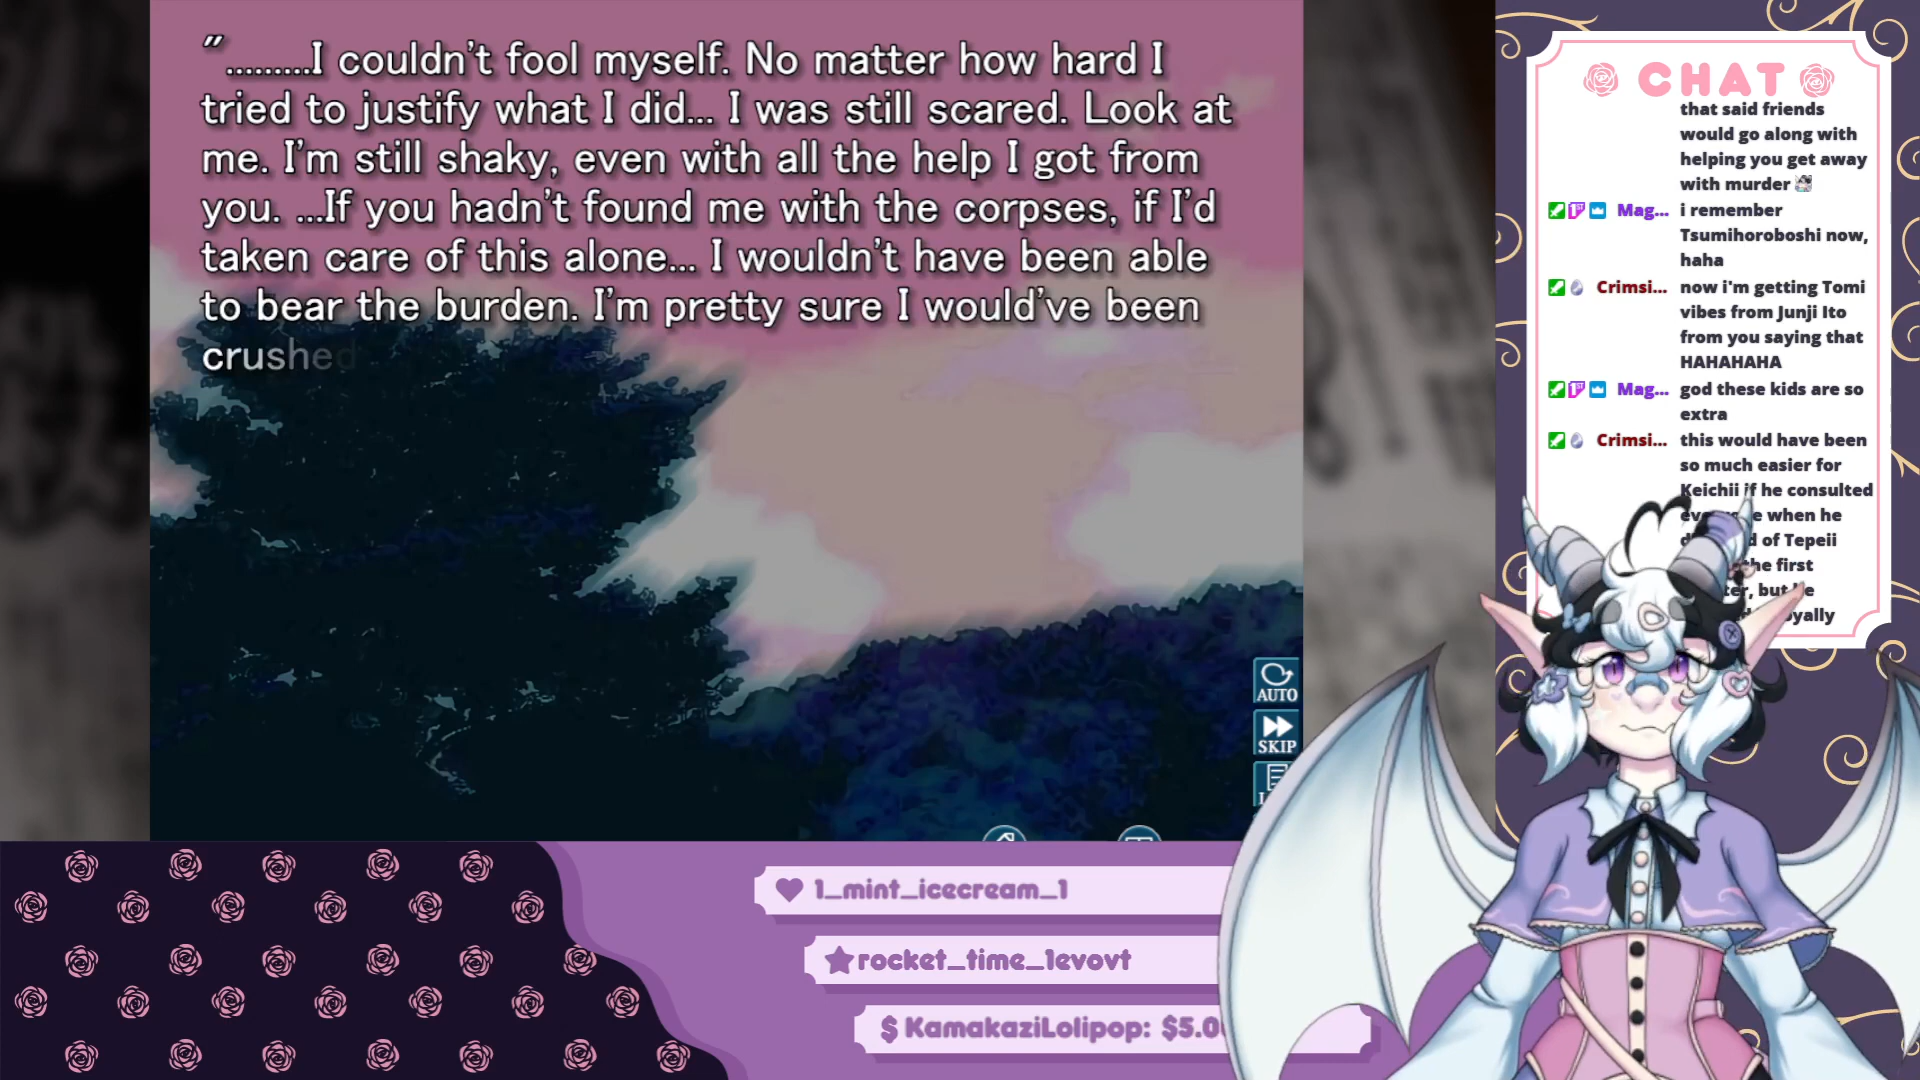 ".........I couldn't fool myself. No matter how hard I
tried to justify what I did... I was still scared. Look at
me. I'm still shaky, even with all the help I got from
you. ...If you hadn't found me with the corpses, if I'd
taken care of this alone... I wouldn't have been able
to bear the burden. I'm pretty sure I would've been
crushed
AUTO
SKIP
CHAT
that said friends
would go along with
helping you get away
with murder
Mag... i remember
Tsumihoroboshi now,
haha
Crimsi... now i'm getting Tomi
vibes from Junji Ito
from you saying that
HAHAHAHA
Mag... god these kids are so
extra
Crimsi... this would have been
so much easier for
Keichii if he consulted
when he
of Tepeii
the first
1_mint_icecream_1
rocket_time_1evovt
$ KamakaziLolipop: $5.0